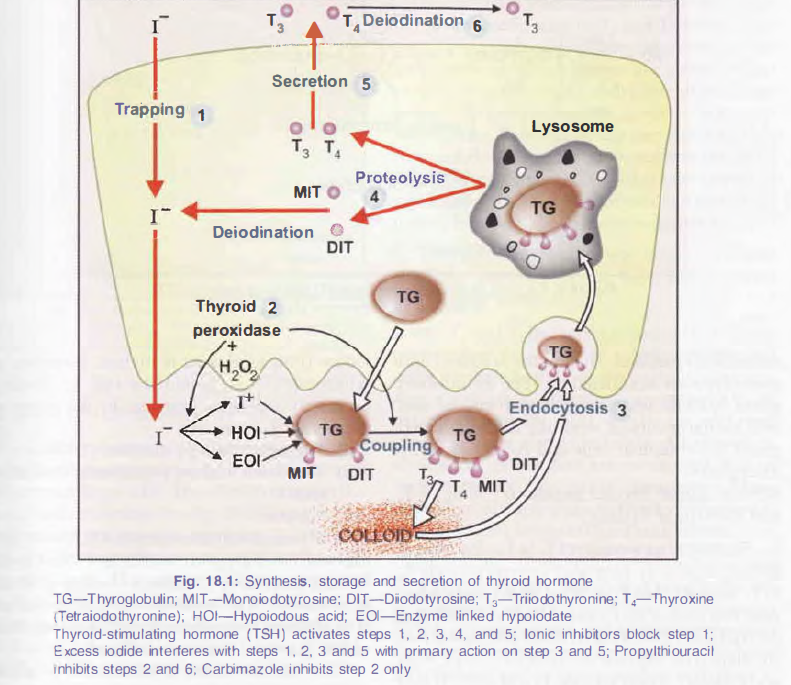 T3 T4 Deiodination 6 T3
I⁻
Secretion 5
Trapping 1
Lysosome
T3 T4
Proteolysis
4
MIT
TG
I⁻
Deiodination
DIT
TG
Thyroid 2
peroxidase
+
H2O2
TG
I⁺
Endocytosis 3
I⁻
HOI
TG
Coupling
TG
EOI
MIT
DIT
T3
T4
MIT
DIT
COLLOID
Fig. 18.1: Synthesis, storage and secretion of thyroid hormone
TG—Thyroglobulin; MIT—Monoiodotyrosine; DIT—Diiodotyrosine; T3—Triiodothyronine; T4—Thyroxine
(Tetraiodothyronine); HOI—Hypoiodous acid; EOI—Enzyme linked hypoiodate
Thyroid-stimulating hormone (TSH) activates steps 1, 2, 3, 4, and 5; Ionic inhibitors block step 1;
Excess iodide interferes with steps 1, 2, 3 and 5 with primary action on step 3 and 5; Propylthiouracil
inhibits steps 2 and 6; Carbimazole inhibits step 2 only